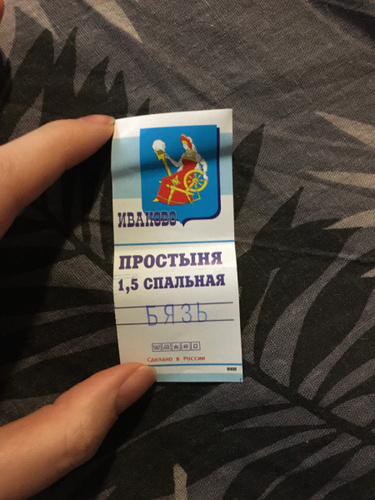 ИВАНОВО
ПРОСТЫНЯ
1,5 СПАЛЬНАЯ
БЯЗЬ
Сделано в России